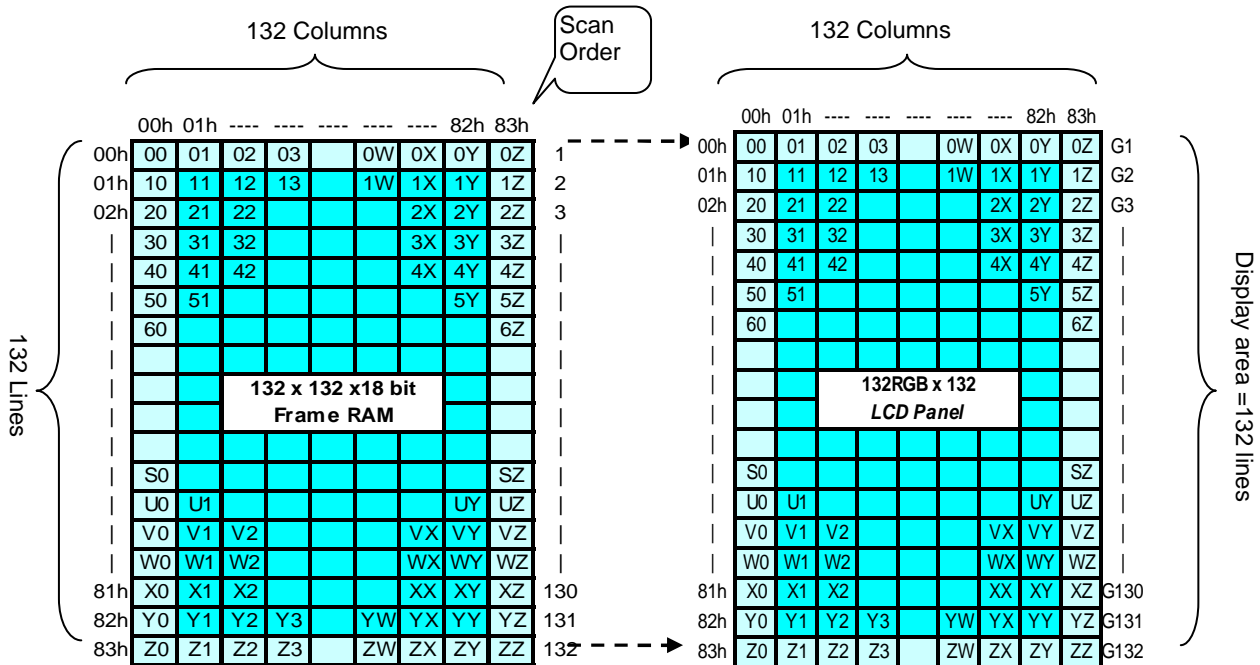 132 Columns
Scan
Order
132 Columns
00h 01h ---- ---- ---- ---- ---- 82h 83h
00h 00 01 02 03 0W 0X 0Y 0Z 1
01h 10 11 12 13 1W 1X 1Y 1Z 2
02h 20 21 22 2X 2Y 2Z 3
30 31 32 3X 3Y 3Z
40 41 42 4X 4Y 4Z
50 51 5Y 5Z
60 6Z
132 x 132 x18 bit
Frame RAM
S0 SZ
U0 U1 UY UZ
V0 V1 V2 VX VY VZ
W0 W1 W2 WX WY WZ
81h X0 X1 X2 XX XY XZ 130
82h Y0 Y1 Y2 Y3 YW YX YY YZ 131
83h Z0 Z1 Z2 Z3 ZW ZX ZY ZZ 132
132 Lines
00h 01h ---- ---- ---- ---- ---- 82h 83h
00h 00 01 02 03 0W 0X 0Y 0Z G1
01h 10 11 12 13 1W 1X 1Y 1Z G2
02h 20 21 22 2X 2Y 2Z G3
30 31 32 3X 3Y 3Z
40 41 42 4X 4Y 4Z
50 51 5Y 5Z
60 6Z
132RGB x 132
LCD Panel
S0 SZ
U0 U1 UY UZ
V0 V1 V2 VX VY VZ
W0 W1 W2 WX WY WZ
81h X0 X1 X2 XX XY XZ G130
82h Y0 Y1 Y2 Y3 YW YX YY YZ G131
83h Z0 Z1 Z2 Z3 ZW ZX ZY ZZ G132
Display area =132 lines